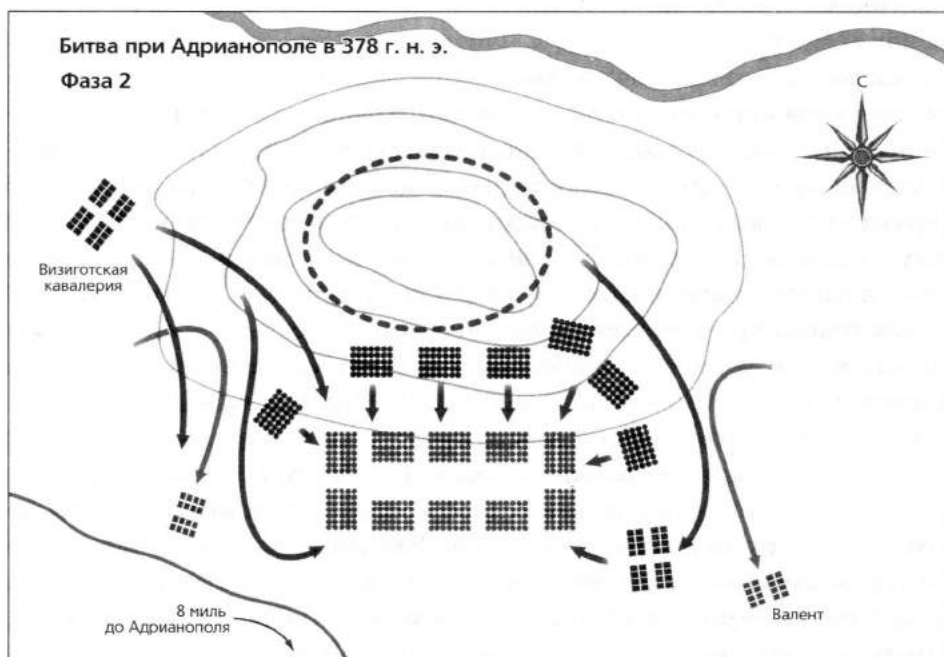 Битва при Адрианополе в 378 г. н. э.
Фаза 2
С
Визиготская
кавалерия
8 миль
до Адрианополя
Валент